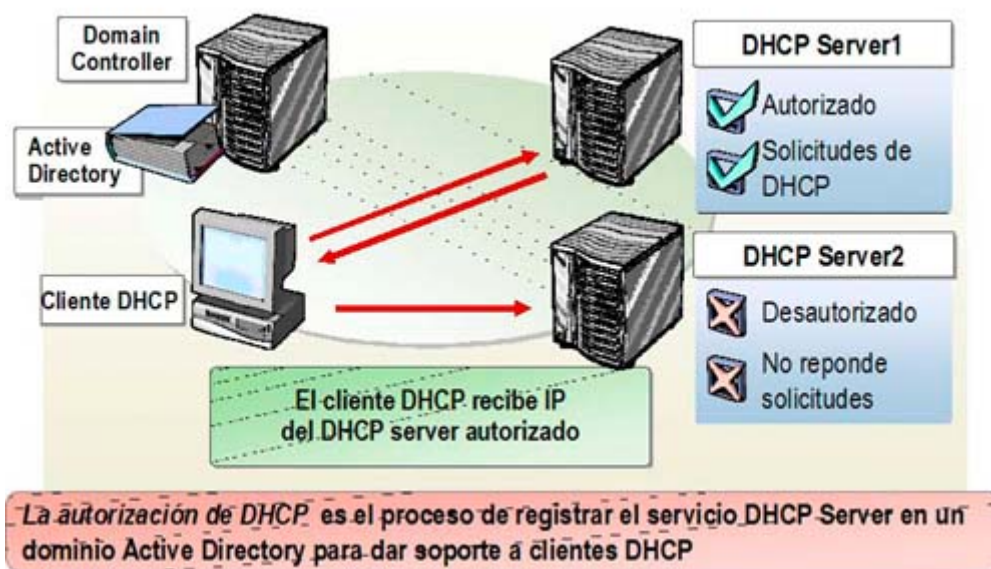 Domain
Controller
Active
Directory
Cliente DHCP
DHCP Server1
Autorizado
Solicitudes de
DHCP
DHCP Server2
Desautorizado
No reponde
solicitudes
El cliente DHCP recibe IP
del DHCP server autorizado
La autorización de DHCP es el proceso de registrar el servicio DHCP Server en un
dominio Active Directory para dar soporte a clientes DHCP